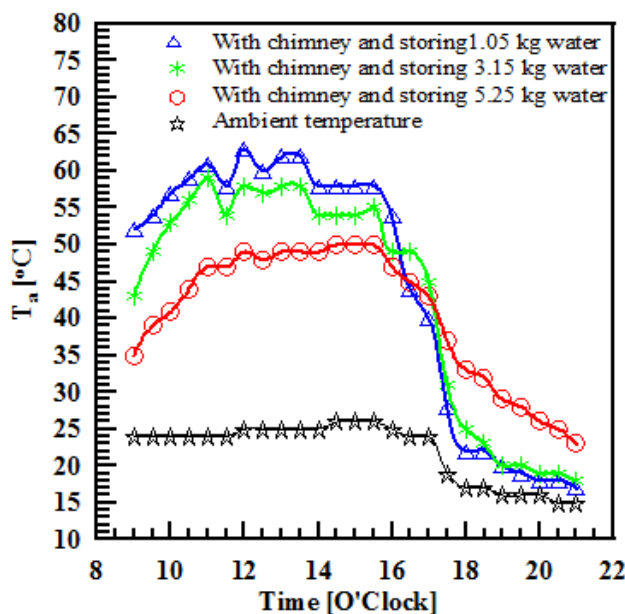 80
75
70
65
60
55
50
45
40
35
30
25
20
15
10
T_a [°C]
With chimney and storing1.05 kg water
With chimney and storing 3.15 kg water
With chimney and storing 5.25 kg water
Ambient temperature
8 10 12 14 16 18 20 22
Time [O'Clock]